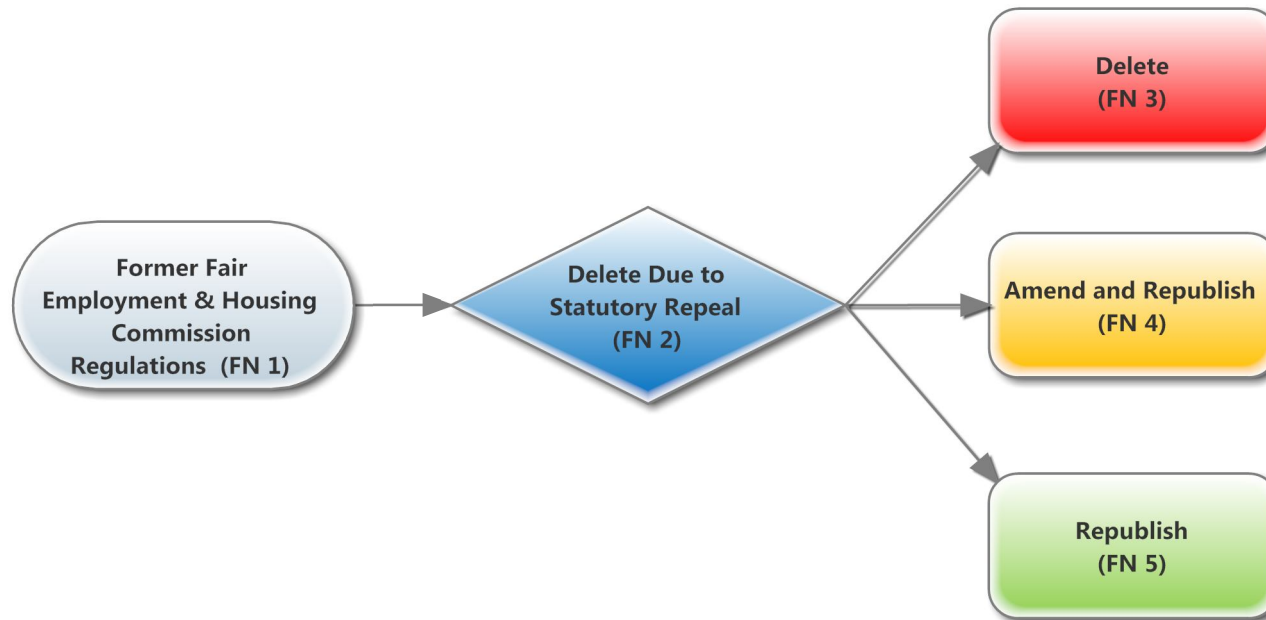 Former Fair
Employment & Housing
Commission
Regulations  (FN 1)
Delete Due to
Statutory Repeal
(FN 2)
Delete
(FN 3)
Amend and Republish
(FN 4)
Republish
(FN 5)